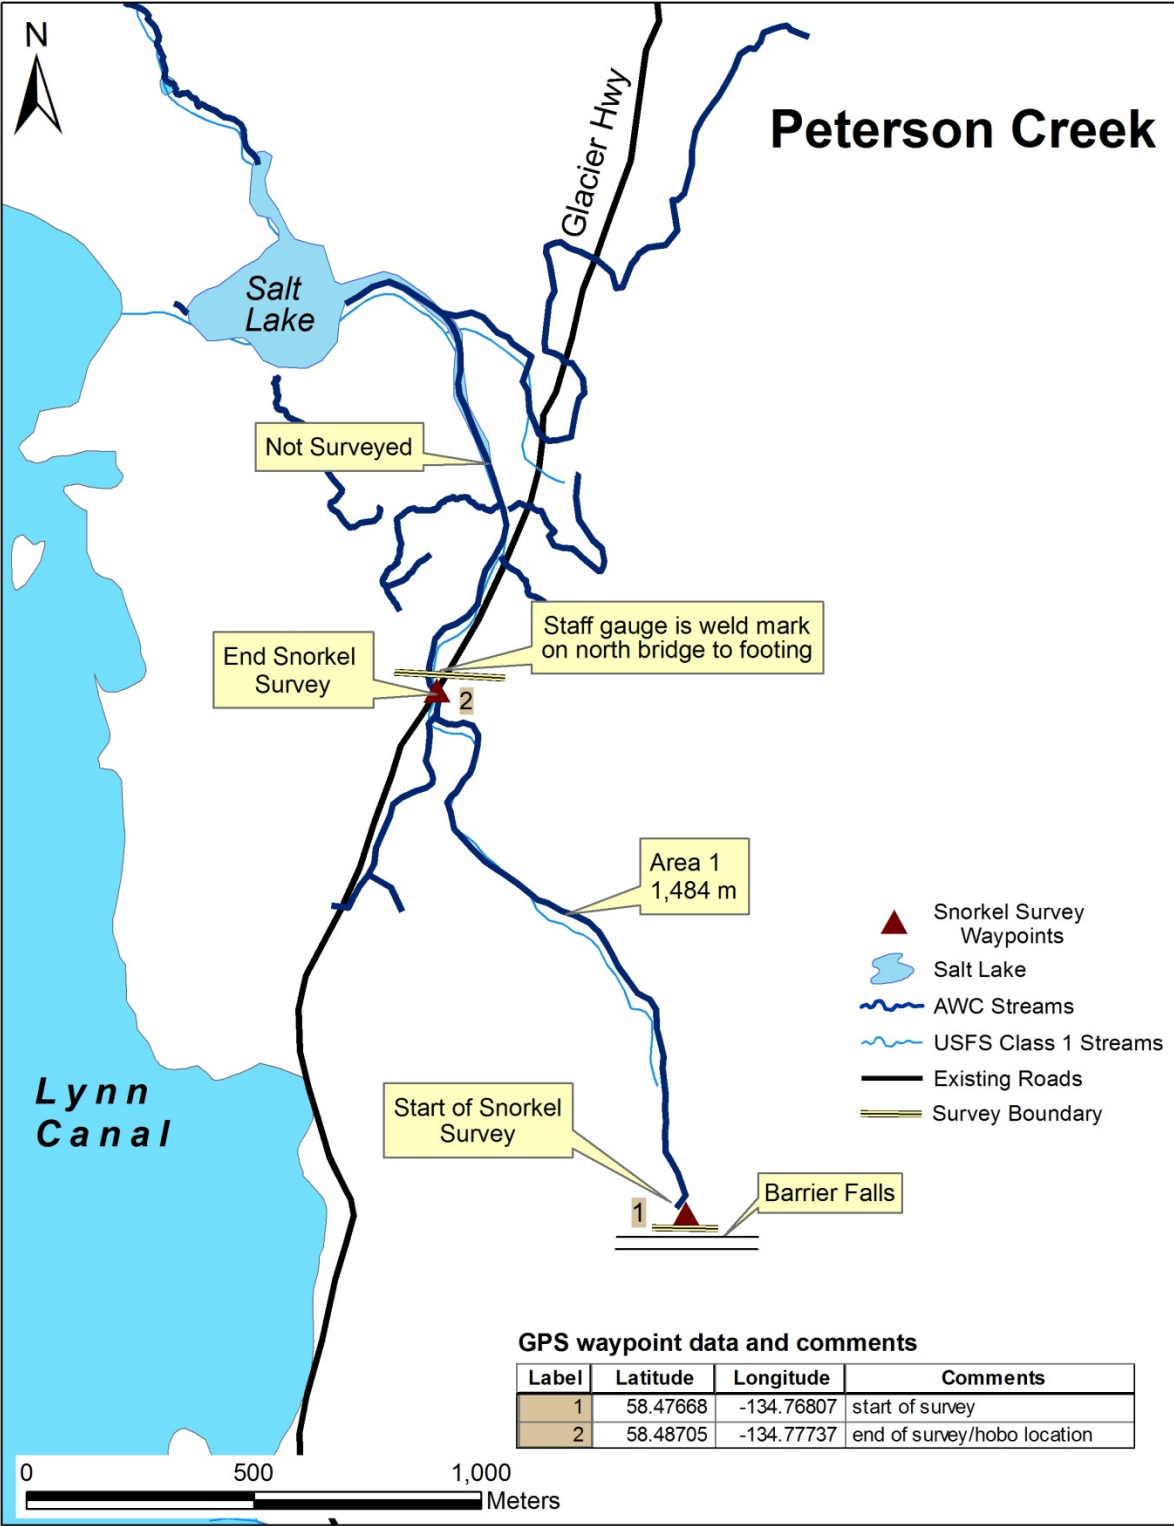 N
Peterson Creek
Glacier Hwy
Salt
Lake
Not Surveyed
Staff gauge is weld mark
on north bridge to footing
End Snorkel
Survey
2
Area 1
1,484 m
Snorkel Survey
Waypoints
Salt Lake
AWC Streams
USFS Class 1 Streams
Existing Roads
Survey Boundary
Lynn
Canal
Start of Snorkel
Survey
Barrier Falls
1
GPS waypoint data and comments
Label Latitude Longitude Comments
1 58.47668 -134.76807 start of survey
2 58.48705 -134.77737 end of survey/hobo location
0 500 1,000
Meters